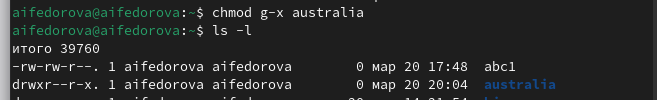 aifedorova@aifedorova:~$ chmod g-x australia
aifedorova@aifedorova:~$ ls -l
итого 39760
-rw-rw-r--. 1 aifedorova aifedorova        0 мар 20 17:48  abc1
drwxr--r-x. 1 aifedorova aifedorova        0 мар 20 20:04  australia